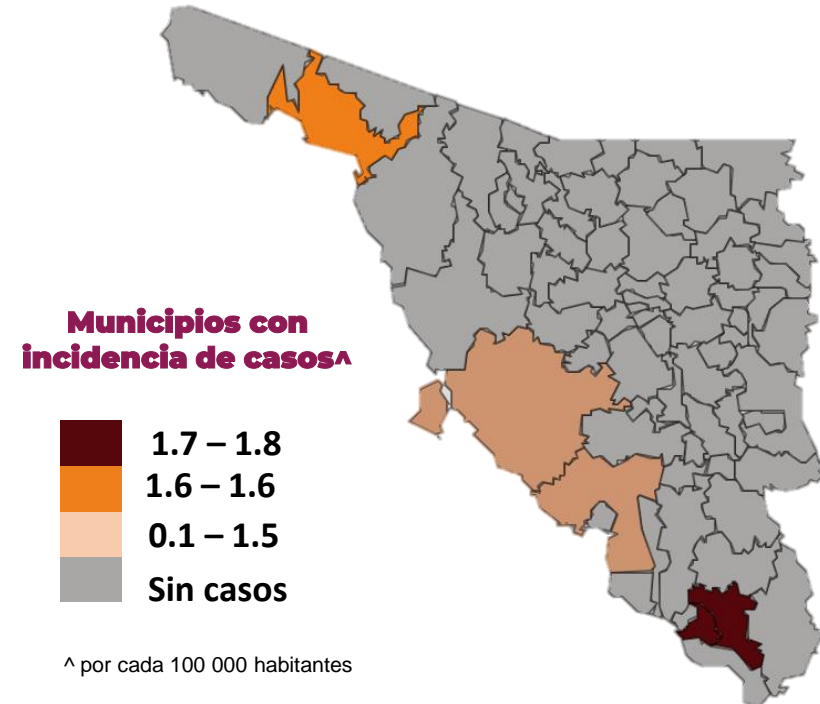 Municipios con
incidencia de casos^
1.7 – 1.8
1.6 – 1.6
0.1 – 1.5
Sin casos
^ por cada 100 000 habitantes